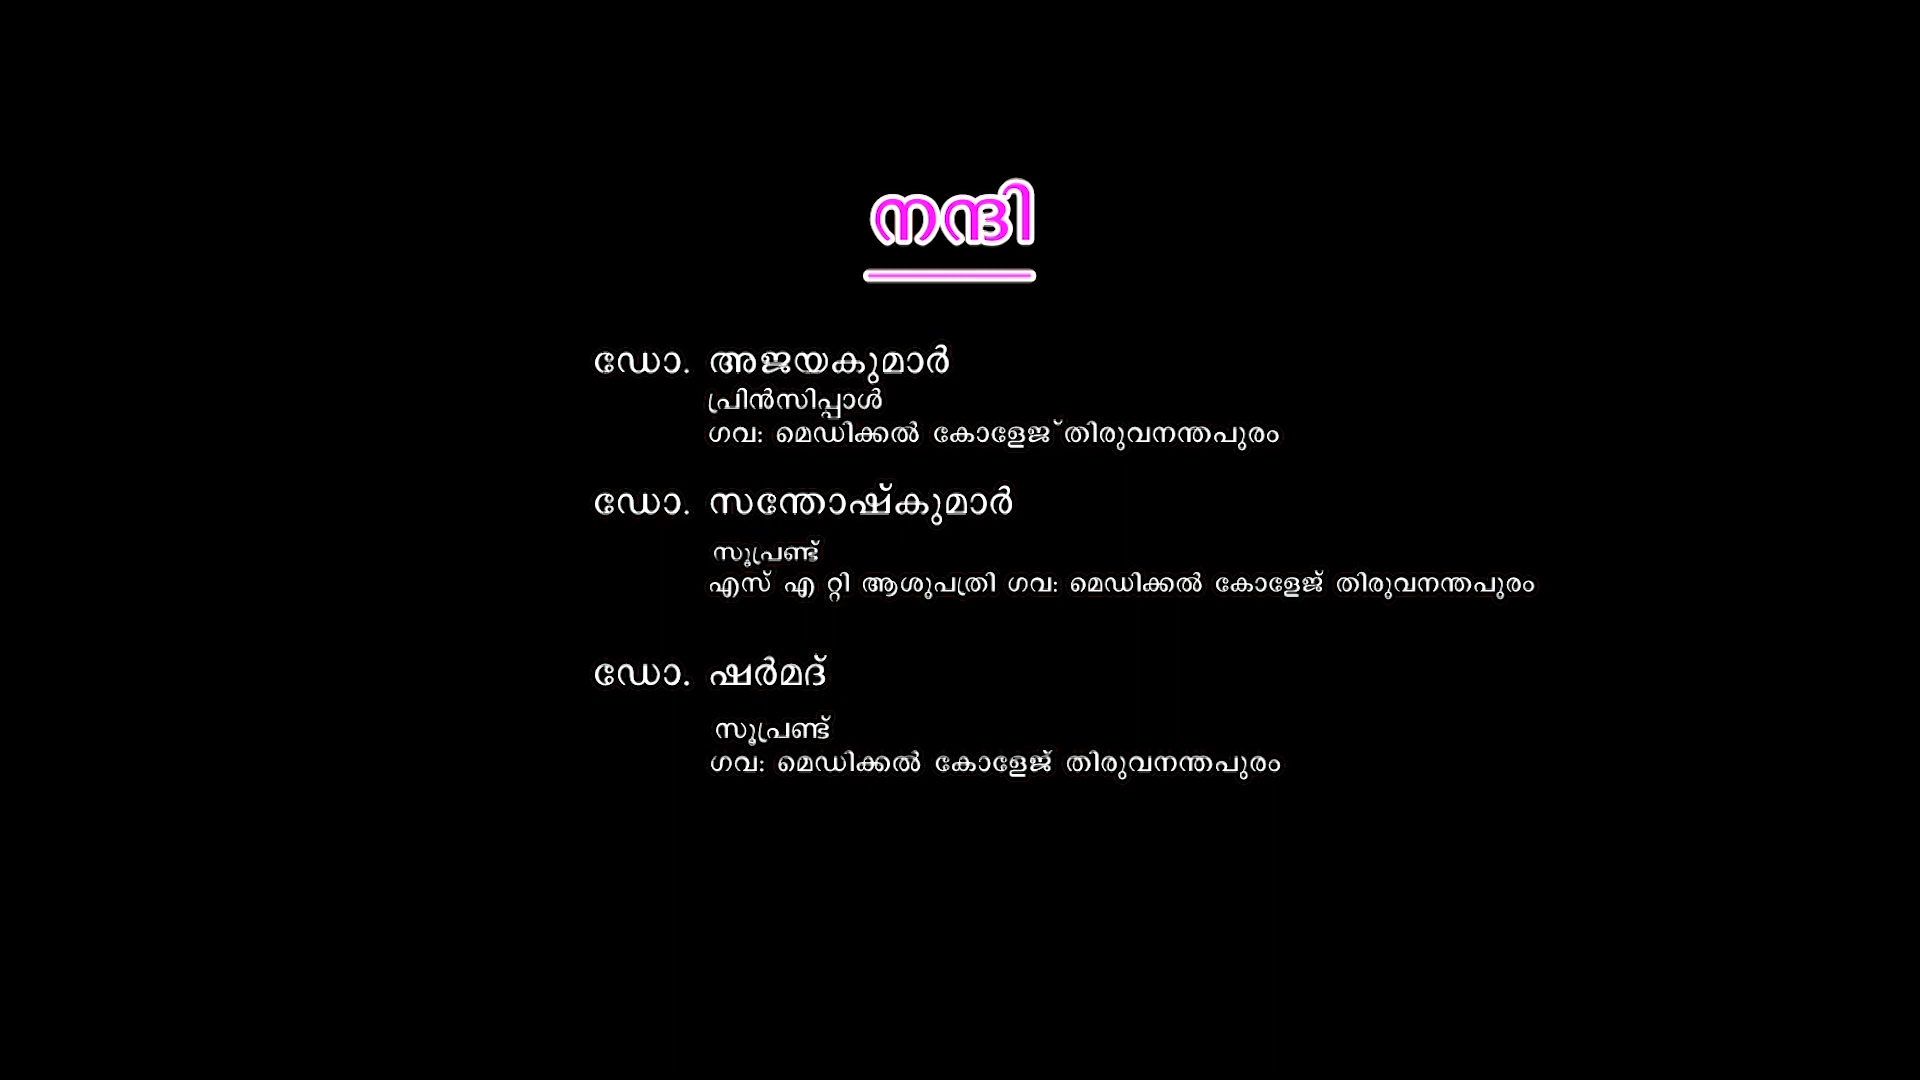 നന്ദി
ഡോ. അജയകുമാർ
പ്രിൻസിപ്പാൾ
ഗവ: മെഡിക്കൽ കോളേജ് തിരുവനന്തപുരം
ഡോ. സന്തോഷ്കുമാർ
സൂപ്രണ്ട്
എസ് എ റ്റി ആശുപത്രി ഗവ: മെഡിക്കൽ കോളേജ് തിരുവനന്തപുരം
ഡോ. ഷർമദ്
സൂപ്രണ്ട്
ഗവ: മെഡിക്കൽ കോളേജ് തിരുവനന്തപുരം